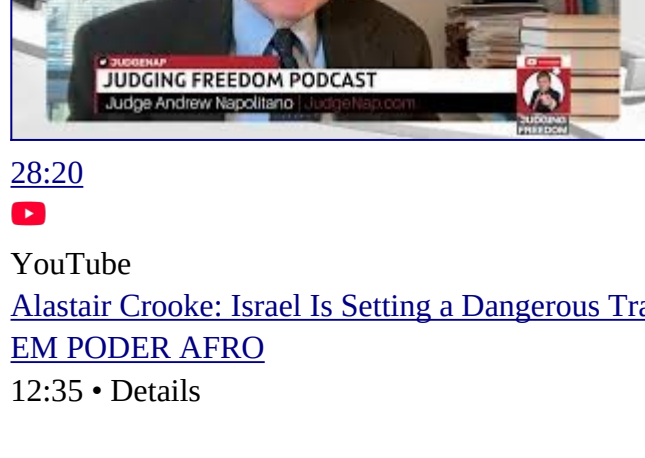 JUDGENAP
JUDGING FREEDOM PODCAST
Judge Andrew Napolitano | JudgeNap.com
JUDGING
FREEDOM
28:20
YouTube
Alastair Crooke: Israel Is Setting a Dangerous Tra
EM PODER AFRO
12:35 • Details